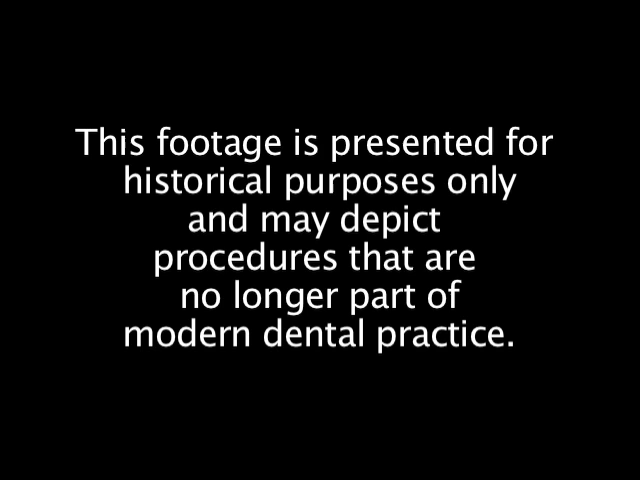 This footage is presented for
historical purposes only
and may depict
procedures that are
no longer part of
modern dental practice.